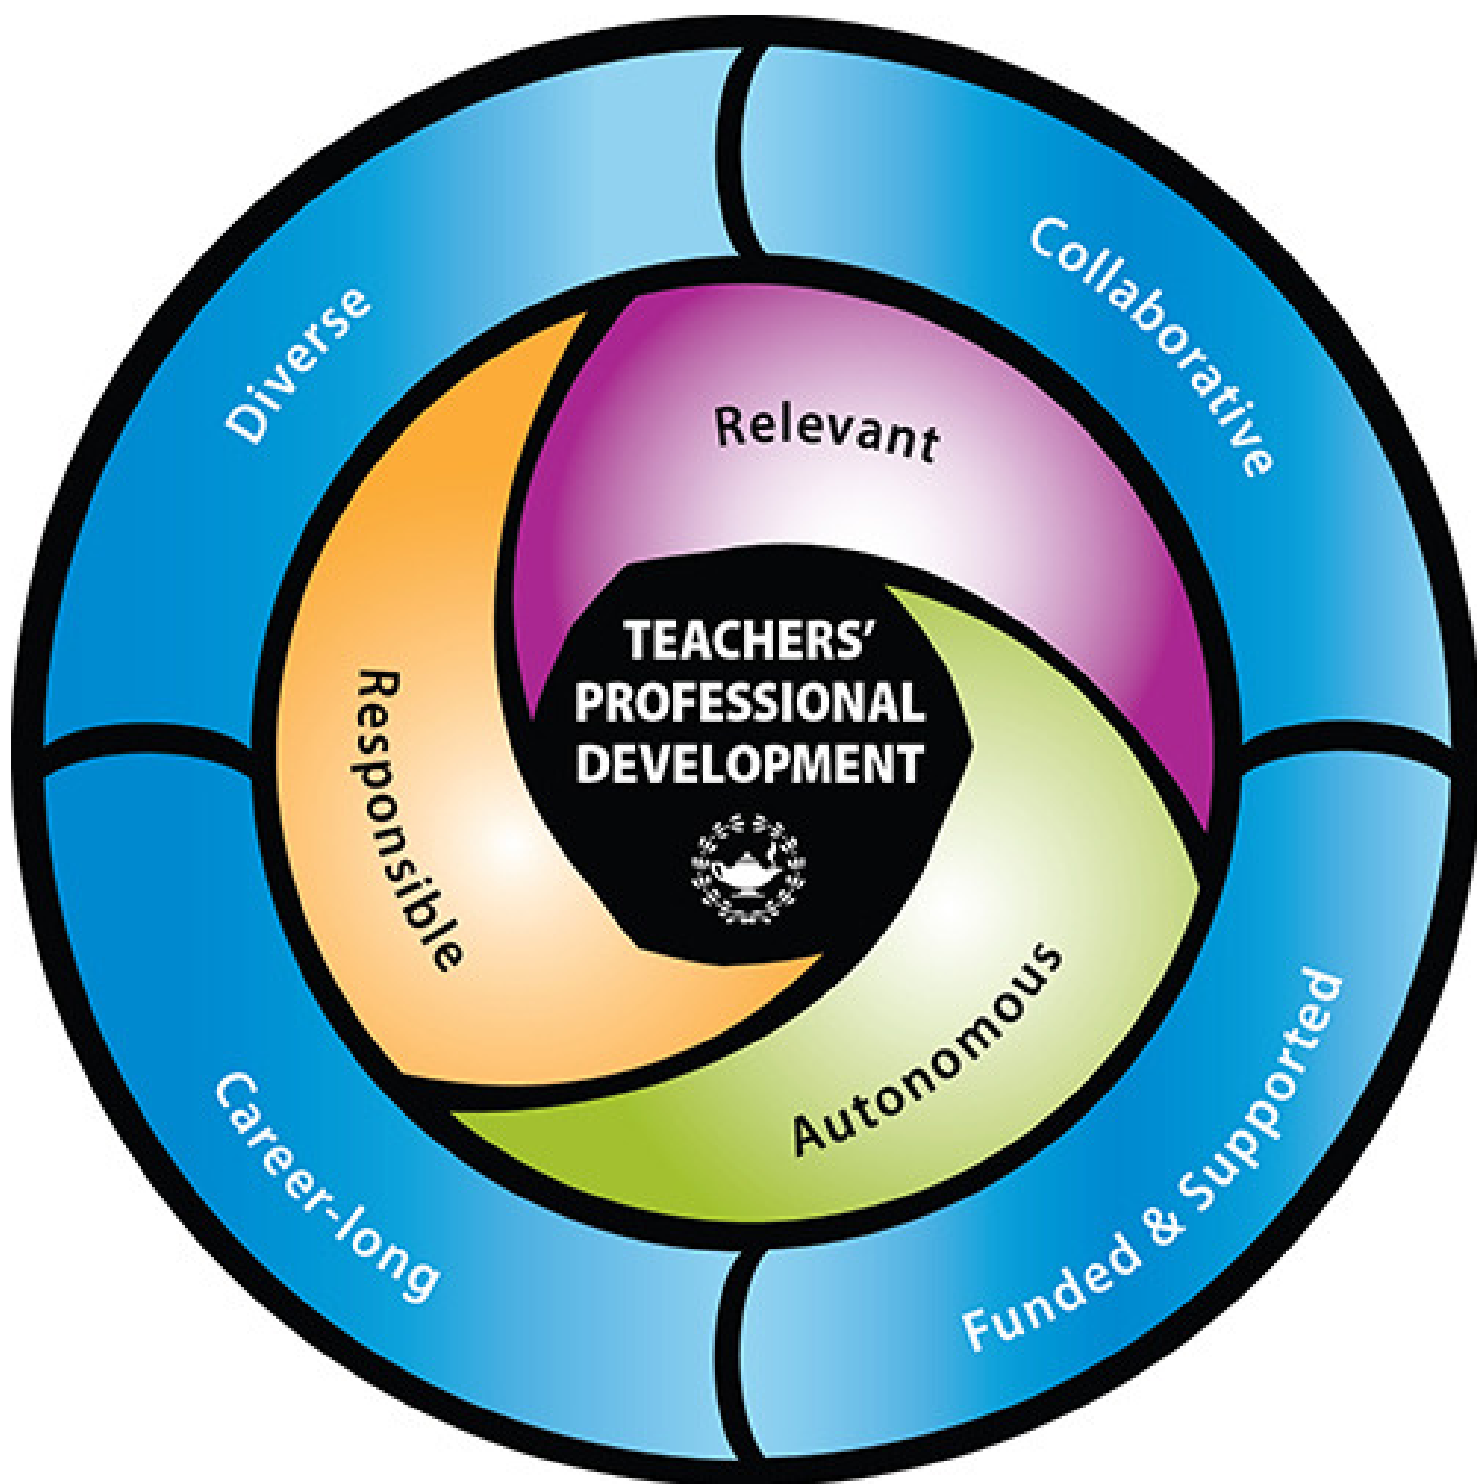 Diverse
Collaborative
Relevant
TEACHERS’
PROFESSIONAL
DEVELOPMENT
Responsible
Autonomous
Career-long
Funded & Supported